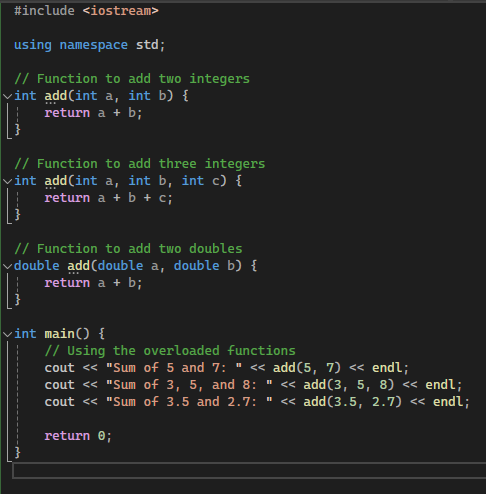 #include <iostream>
using namespace std;
// Function to add two integers
int add(int a, int b) {
    return a + b;
}
// Function to add three integers
int add(int a, int b, int c) {
    return a + b + c;
}
// Function to add two doubles
double add(double a, double b) {
    return a + b;
}
int main() {
    // Using the overloaded functions
    cout << "Sum of 5 and 7: " << add(5, 7) << endl;
    cout << "Sum of 3, 5, and 8: " << add(3, 5, 8) << endl;
    cout << "Sum of 3.5 and 2.7: " << add(3.5, 2.7) << endl;
    return 0;
}